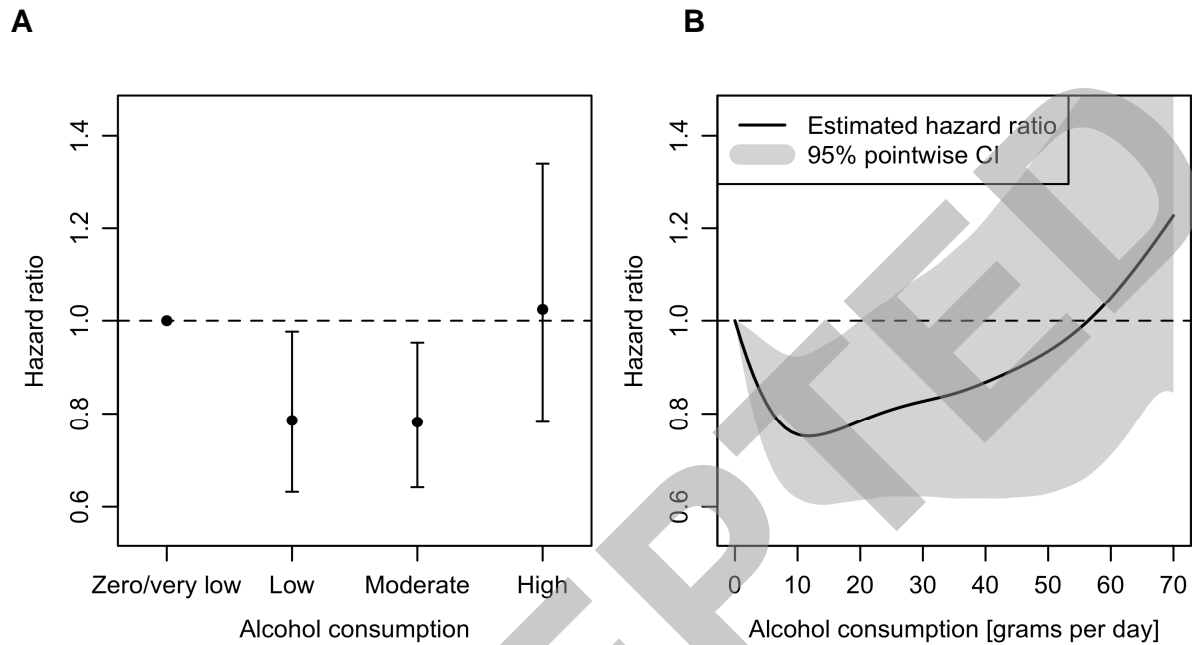 A
B
Hazard ratio
1.4
1.2
1.0
0.8
0.6
Zero/very low Low Moderate High
Alcohol consumption
Estimated hazard ratio
95% pointwise CI
Hazard ratio
1.4
1.2
1.0
0.8
0.6
0 10 20 30 40 50 60 70
Alcohol consumption [grams per day]
PTED